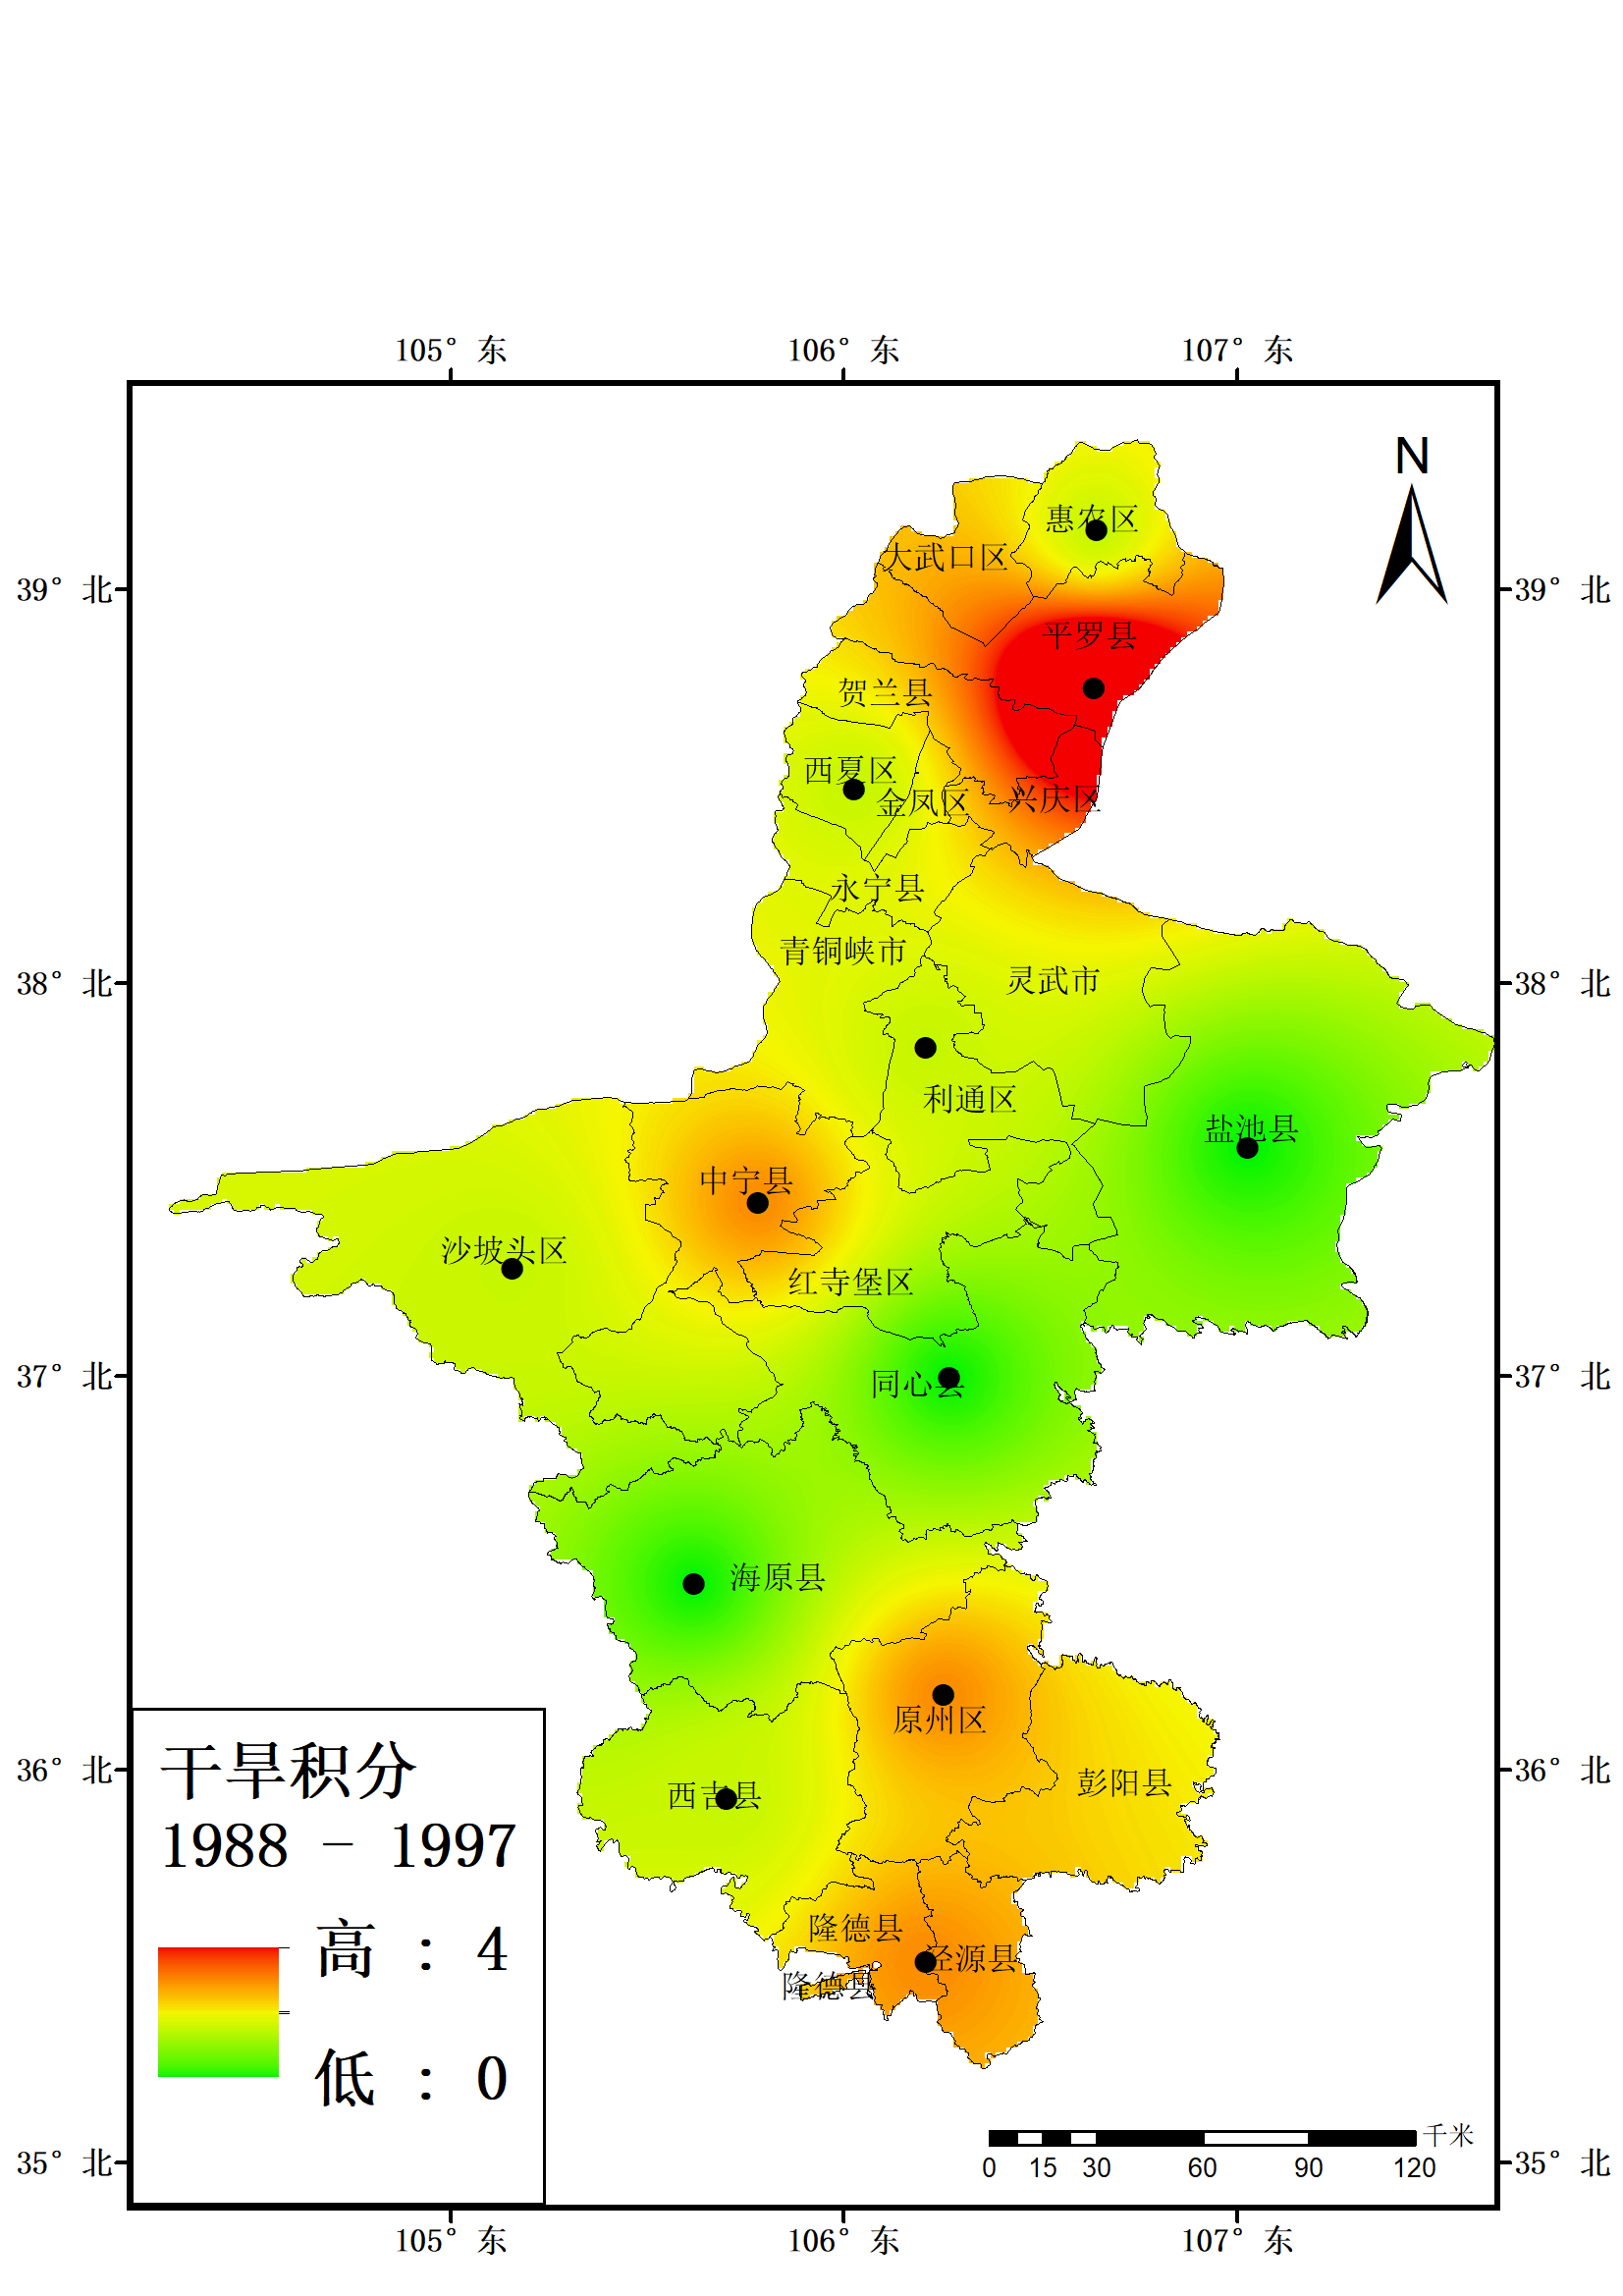 105° 东 106° 东 107° 东
N
惠农区
大武口区
39° 北 39° 北
平罗县
贺兰县
西夏区
金凤区 兴庆区
永宁县
青铜峡市
灵武市
38° 北 38° 北
利通区
盐池县
中宁县
沙坡头区
红寺堡区
37° 北 37° 北
同心县
海原县
原州区
36° 北 36° 北
彭阳县
西吉县
干旱积分
1988 - 1997
高 : 4
低 : 0
隆德县
泾源县
隆德县
千米
0 15 30 60 90 120
35° 北 35° 北
105° 东 106° 东 107° 东